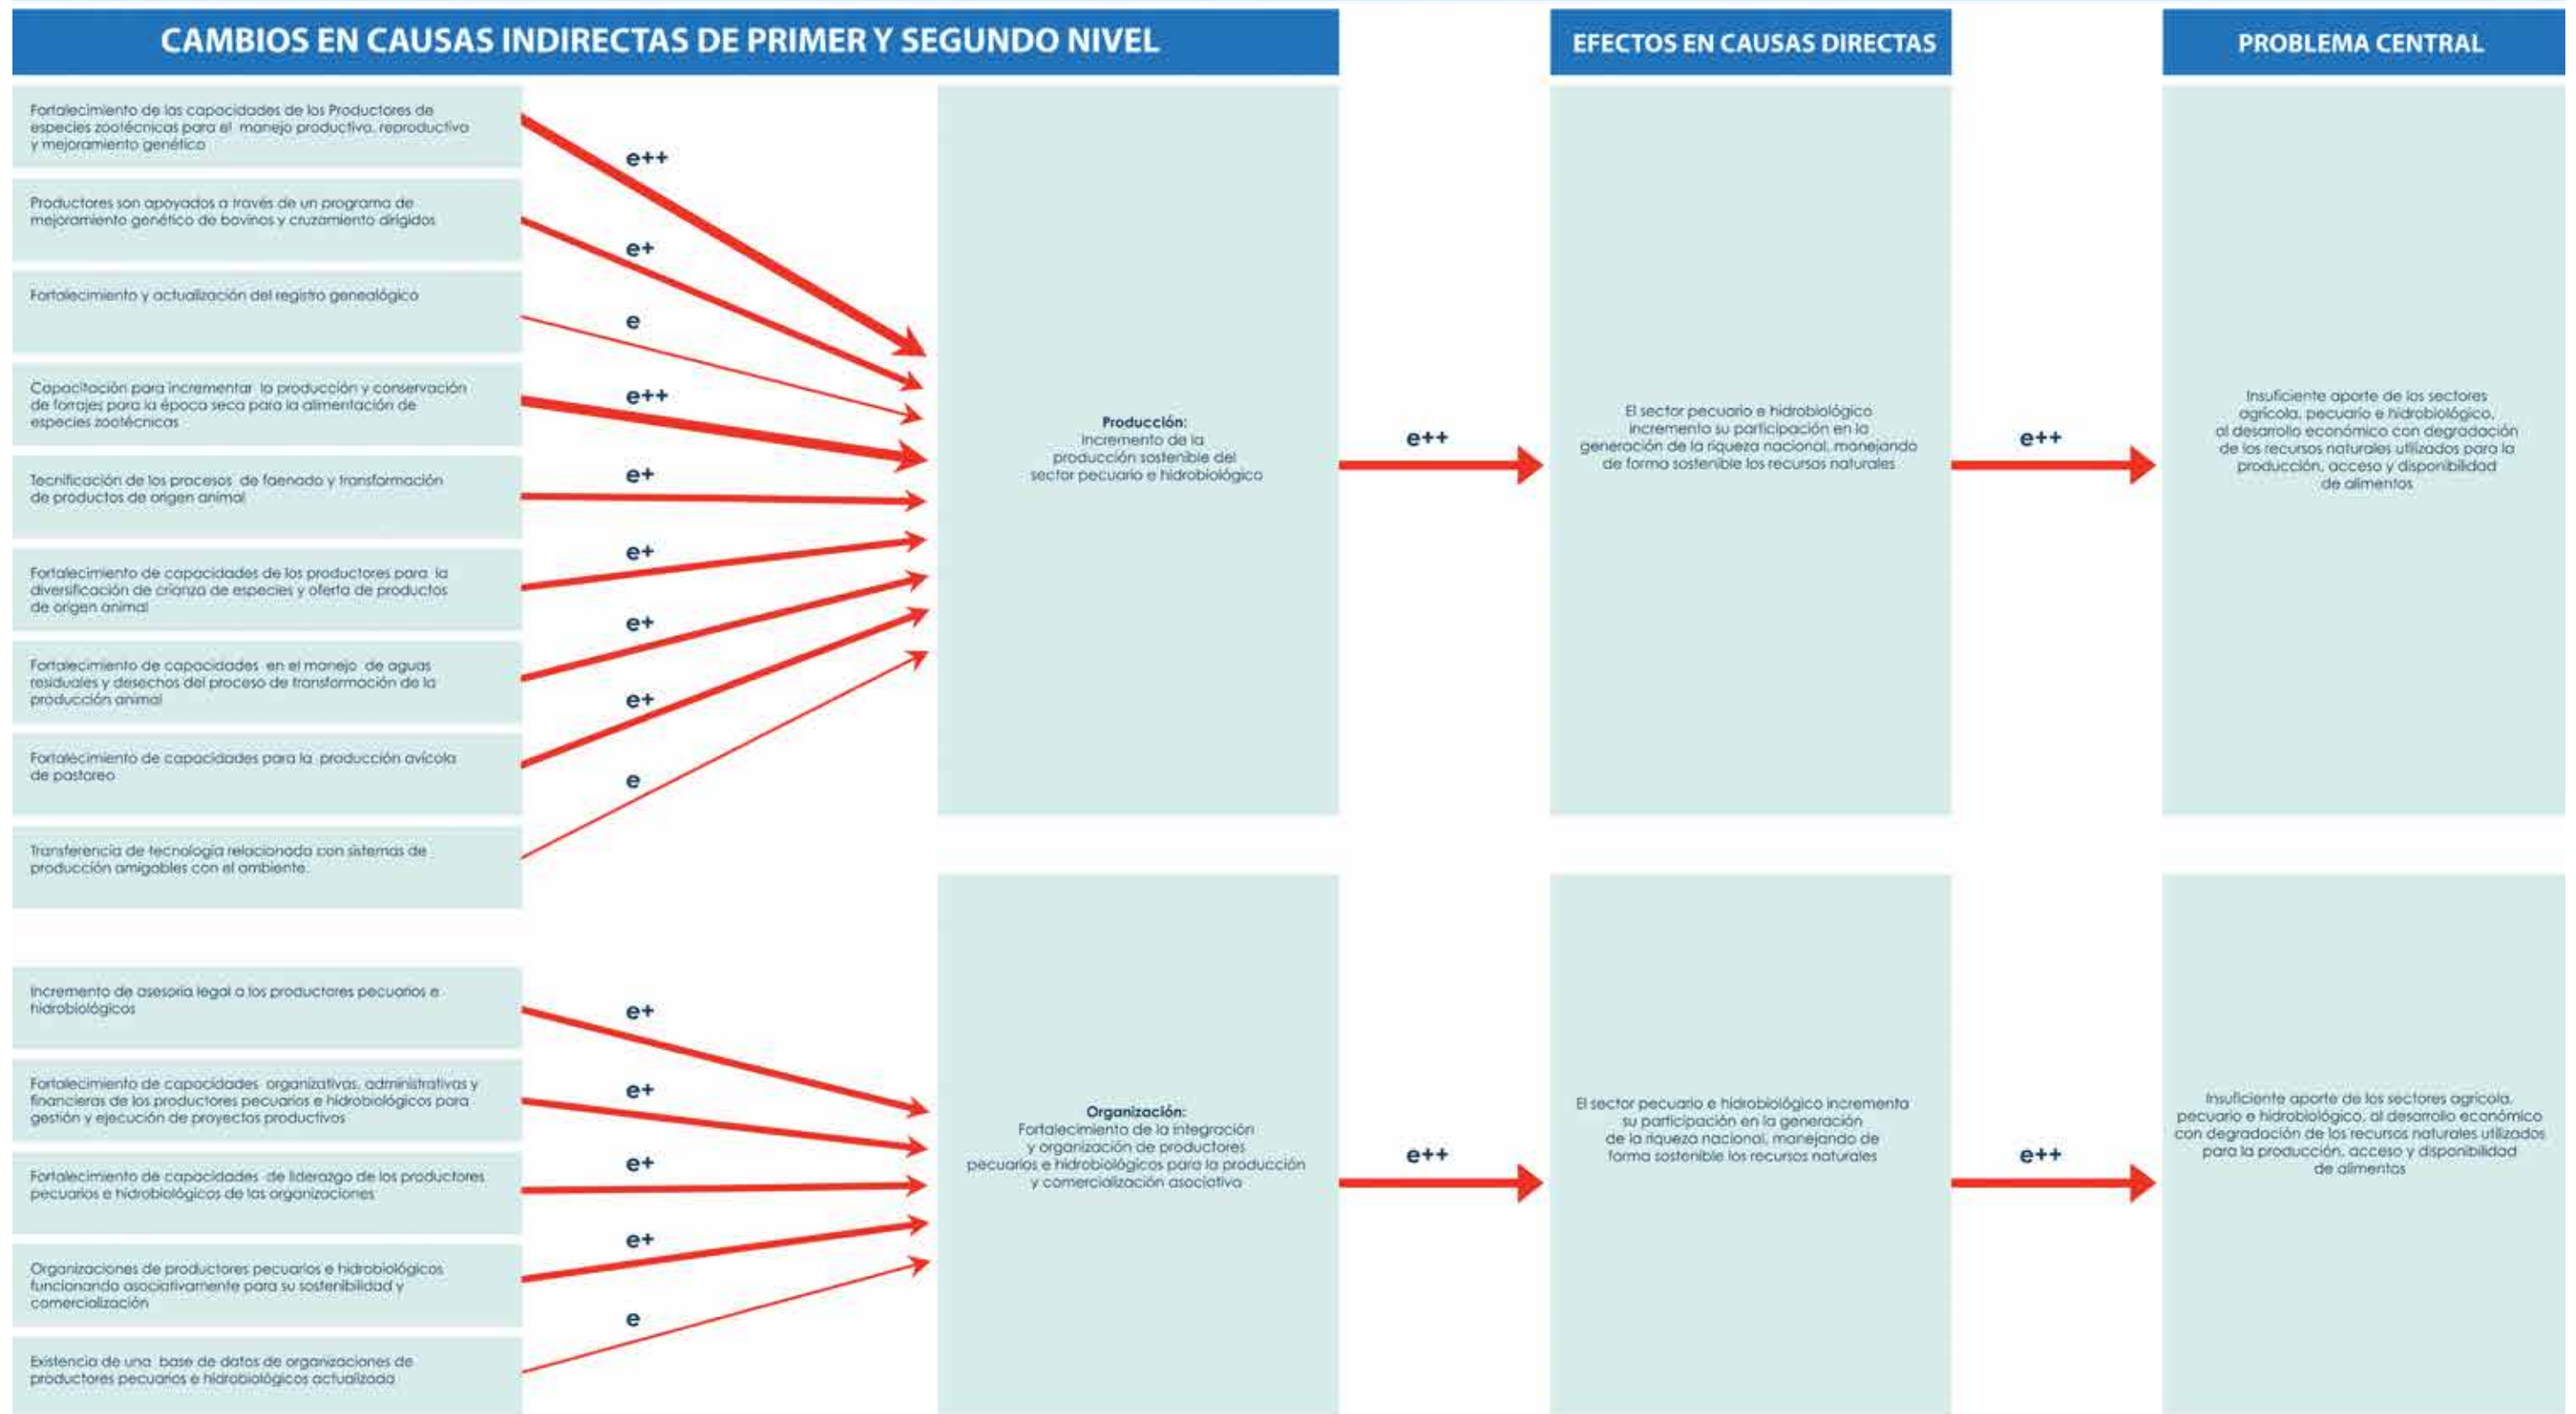 CAMBIOS EN CAUSAS INDIRECTAS DE PRIMER Y SEGUNDO NIVEL
EFECTOS EN CAUSAS DIRECTAS
PROBLEMA CENTRAL
Fortalecimiento de las capacidades de los Productores de
especies zootécnicas para el manejo productivo, reproductivo
y mejoramiento genético
e++
Productores son apoyados a través de un programa de
mejoramiento genético de bovinos y cruzamiento dirigidos
e+
Fortalecimiento y actualización del registro genealógico
e
Capacitación para incrementar la producción y conservación
de forrajes para la época seca para la alimentación de
especies zootécnicas
e++
Tecnificación de los procesos de faenado y transformación
de productos de origen animal
e+
Fortalecimiento de capacidades de los productores para la
diversificación de crianza de especies y oferta de productos
de origen animal
e+
Fortalecimiento de capacidades en el manejo de aguas
residuales y desechos del proceso de transformación de la
producción animal
e+
Fortalecimiento de capacidades para la producción avícola
de pastoreo
e+
Transferencia de tecnología relacionada con sistemas de
producción amigables con el ambiente.
e
Producción:
Incremento de la
producción sostenible del
sector pecuario e hidrobiológico
e++
El sector pecuario e hidrobiológico
incremento su participación en la
generación de la riqueza nacional, manejando
de forma sostenible los recursos naturales
e++
Insuficiente aporte de los sectores
agrícola, pecuario e hidrobiológico,
al desarrollo económico con degradación
de los recursos naturales utilizados para la
producción, acceso y disponibilidad
de alimentos
Incremento de asesoría legal a los productores pecuarios e
hidrobiológicos
e+
Fortalecimiento de capacidades organizativas, administrativas y
financieras de los productores pecuarios e hidrobiológicos para
gestión y ejecución de proyectos productivos
e+
Fortalecimiento de capacidades de liderazgo de los productores
pecuarios e hidrobiológicos de las organizaciones
e+
Organizaciones de productores pecuarios e hidrobiológicos
funcionando asociativamente para su sostenibilidad y
comercialización
e+
Existencia de una base de datos de organizaciones de
productores pecuarios e hidrobiológicos actualizada
e
Organización:
Fortalecimiento de la integración
y organización de productores
pecuarios e hidrobiológicos para la producción
y comercialización asociativa
e++
El sector pecuario e hidrobiológico incrementa
su participación en la generación
de la riqueza nacional, manejando de
forma sostenible los recursos naturales
e++
Insuficiente aporte de los sectores agrícola,
pecuario e hidrobiológico, al desarrollo económico
con degradación de los recursos naturales utilizados
para la producción, acceso y disponibilidad
de alimentos